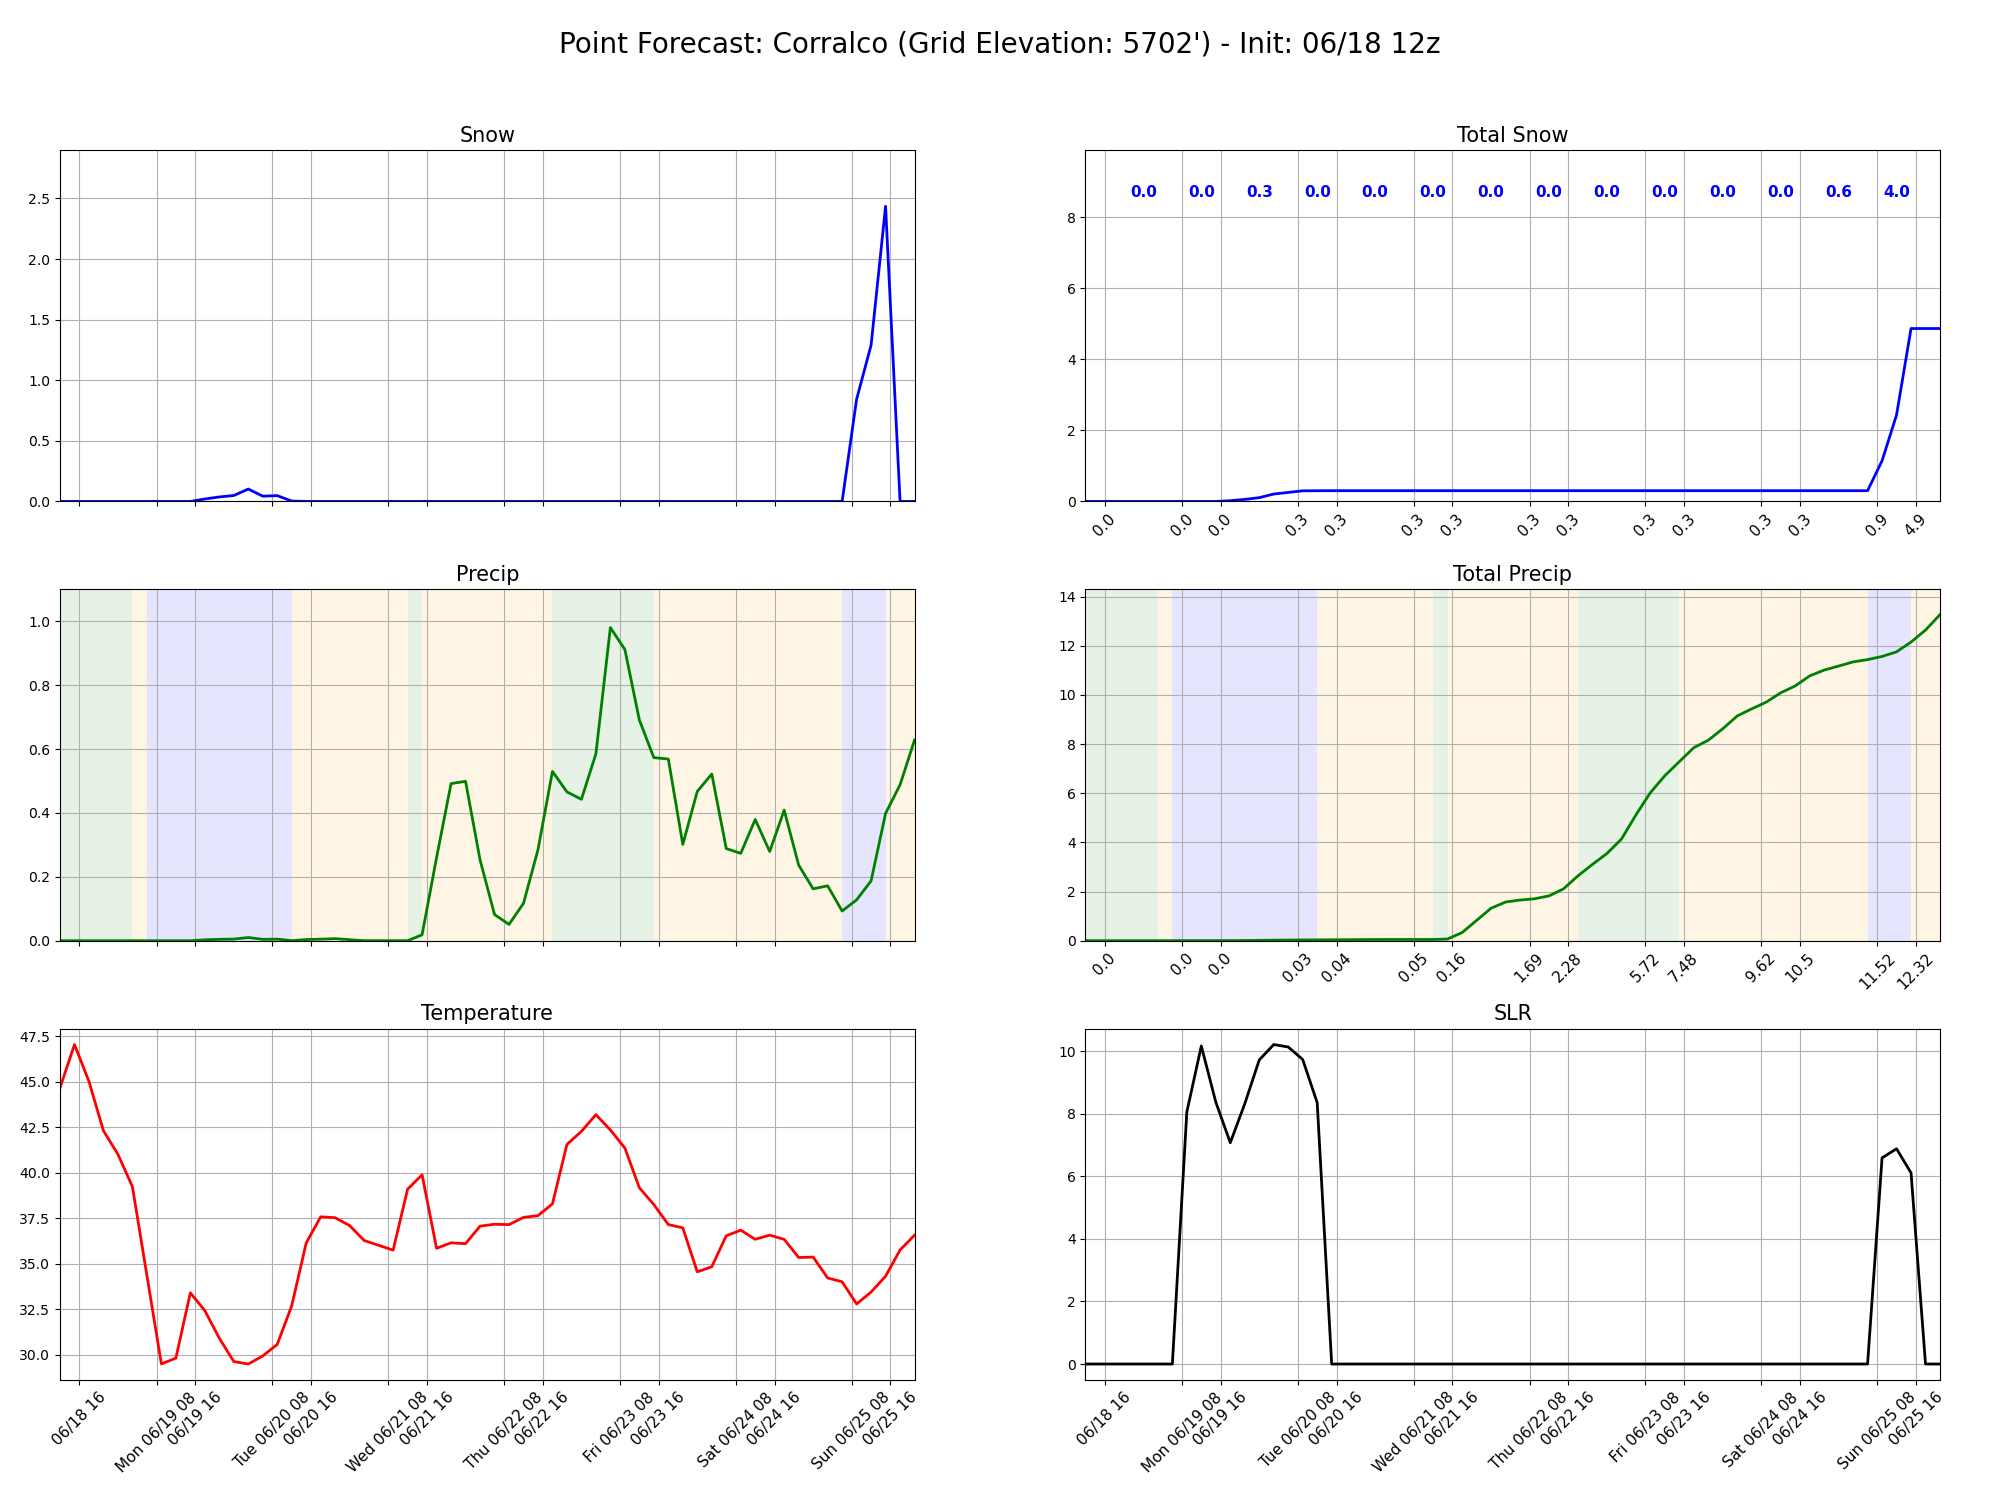 Point Forecast: Corralco (Grid Elevation: 5702') - Init: 06/18 12z
Snow
2.5
2.0
1.5
1.0
0.5
0.0
Total Snow
0.0 0.0 0.3 0.0 0.0 0.0 0.0 0.0 0.0 0.0 0.0 0.0 0.6 4.0
8
6
4
2
0
0.0 0.0 0.0 0.3 0.3 0.3 0.3 0.3 0.3 0.3 0.3 0.3 0.3 0.9 4.9
Precip
1.0
0.8
0.6
0.4
0.2
0.0
Total Precip
14
12
10
8
6
4
2
0
0.0 0.0 0.0 0.03 0.04 0.05 0.16 1.69 2.28 5.72 7.48 9.62 10.5 11.52 12.32
Temperature
47.5
45.0
42.5
40.0
37.5
35.0
32.5
30.0
06/18 16
Mon 06/19 08
06/19 16
Tue 06/20 08
06/20 16
Wed 06/21 08
06/21 16
Thu 06/22 08
06/22 16
Fri 06/23 08
06/23 16
Sat 06/24 08
06/24 16
Sun 06/25 08
06/25 16
SLR
10
8
6
4
2
0
06/18 16
Mon 06/19 08
06/19 16
Tue 06/20 08
06/20 16
Wed 06/21 08
06/21 16
Thu 06/22 08
06/22 16
Fri 06/23 08
06/23 16
Sat 06/24 08
06/24 16
Sun 06/25 08
06/25 16